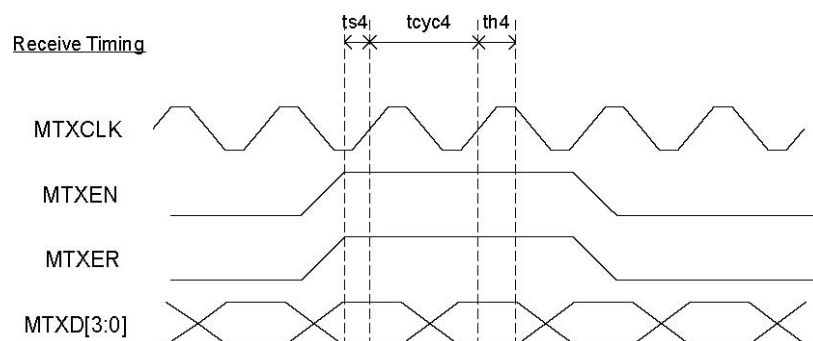 ts4 tcyc4 th4
Receive Timing
MTXCLK
MTXEN
MTXER
MTXD[3:0]